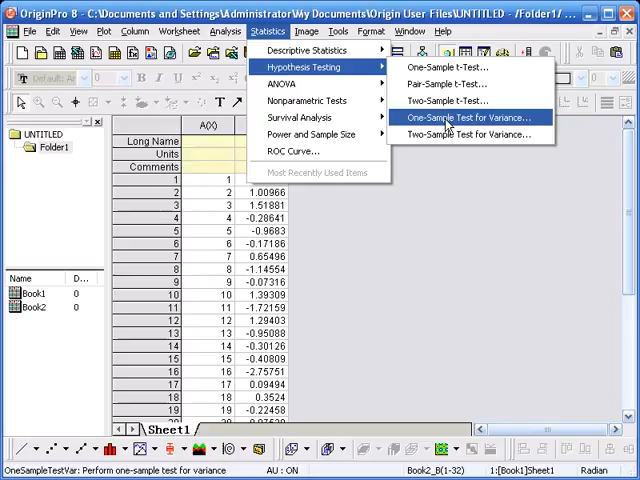 OriginPro 8 - C:\Documents and Settings\Administrator\My Documents\Origin User Files\UNTITLED - /Folder1/
File Edit View Plot Column Worksheet Analysis Statistics Image Tools Format Window Help
Descriptive Statistics
Hypothesis Testing
ANOVA
Nonparametric Tests
Survival Analysis
Power and Sample Size
ROC Curve...
Most Recently Used Items
One-Sample t-Test...
Pair-Sample t-Test...
Two-Sample t-Test...
One-Sample Test for Variance...
Two-Sample Test for Variance...
Default: A
UNTITLED
Folder1
Name D...
Book1 0
Book2 0
A(X)
Long Name
Units
Comments
1 1
2 2 1.00966
3 3 1.51881
4 4 -0.28641
5 5 -0.9683
6 6 -0.17186
7 7 0.65496
8 8 -1.14554
9 9 -0.07316
10 10 1.39309
11 11 -1.72159
12 12 1.29403
13 13 -0.95088
14 14 -0.30146
15 15 -0.40809
16 16 -2.75751
17 17 0.09494
18 18 0.3524
19 19 -0.22458
Sheet1
OneSampleTestVar: Perform one-sample test for variance AU : ON Book2_B(1-32) 1:[Book1]Sheet1 Radian